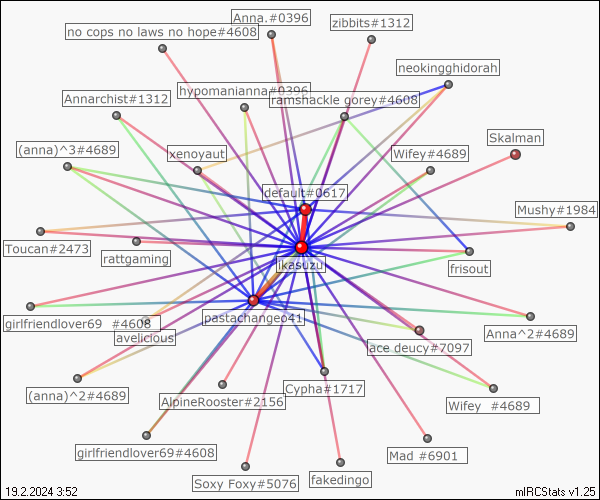 Anna.#0396
zibbits#1312
no cops no laws no hope#4608
neokingghidorah
hypomanianna#0396
Annarchist#1312
ramshackle gorey#4608
Skalman
(anna)^3#4689
xenoyaut
Wifey#4689
default#0617
Mushy#1984
Toucan#2473
rattgaming
ikasuzu
frisout
girlfriendlover69 #4608
paslachangeo41
avelicious
Anna^2#4689
ace deucy#7097
(anna)^2#4689
AlpineRooster#2156
Cypha#1717
Wifey #4689
girlfriendlover69#4608
Mad #6901
Soxy Foxy#5076
fakedingo
19.2.2024 3:52
mIRCStats v1.25